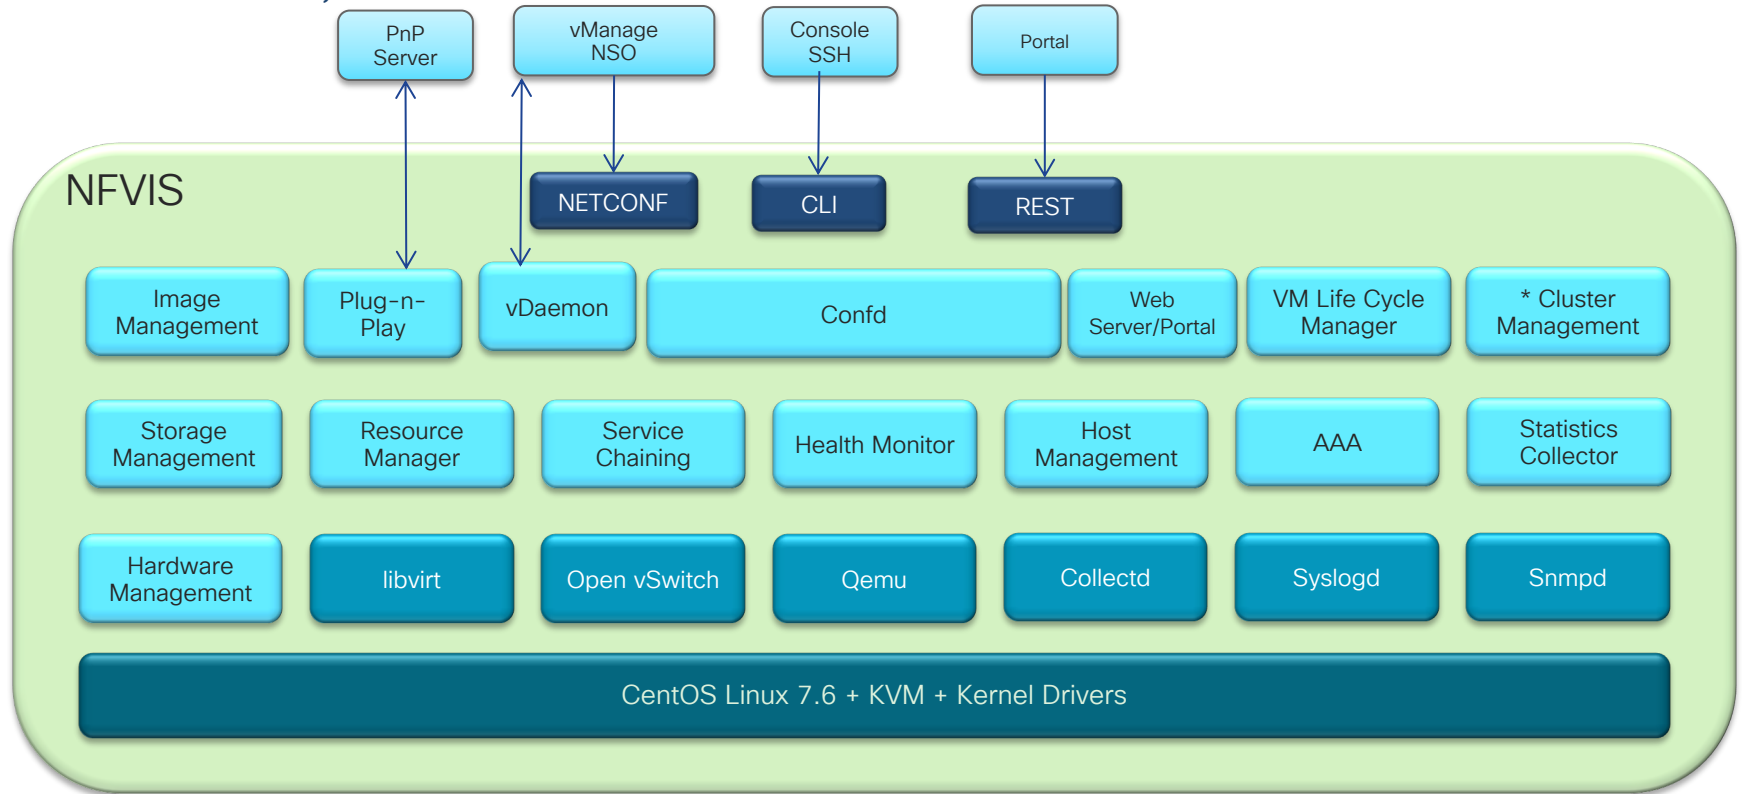 PnP
Server
vManage
NSO
Console
SSH
Portal
NFVIS
NETCONF
CLI
REST
Image
Management
Plug-n-
Play
vDaemon
Confd
Web
Server/Portal
VM Life Cycle
Manager
* Cluster
Management
Storage
Management
Resource
Manager
Service
Chaining
Health Monitor
Host
Management
AAA
Statistics
Collector
Hardware
Management
libvirt
Open vSwitch
Qemu
Collectd
Syslogd
Snmpd
CentOS Linux 7.6 + KVM + Kernel Drivers